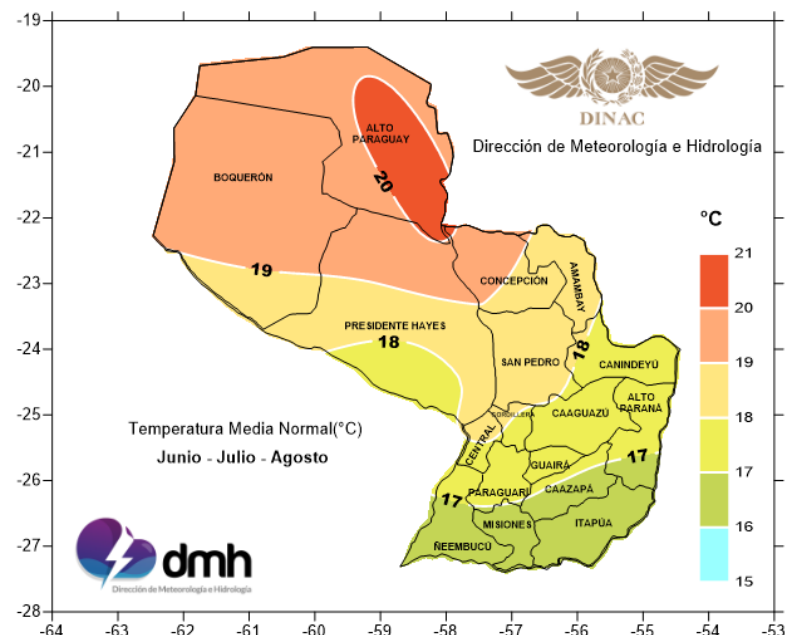 -19
-20
-21
-22
-23
-24
-25
-26
-27
-28
-64
-63
-62
-61
-60
-59
-58
-57
-56
-55
-54
-53
DINAC
Dirección de Meteorología e Hidrología
ALTO
PARAGUAY
20
BOQUERÓN
19
CONCEPCIÓN
AMAMBAY
PRESIDENTE HAYES
18
SAN PEDRO
18
CANINDEYÚ
ALTO
PARANÁ
CORDILLERA
CAAGUAZÚ
CENTRAL
GUAIRÁ
17
PARAGUARÍ
CAAZAPÁ
17
MISIONES
ITAPÚA
ÑEEMBUCÚ
°C
21
20
19
18
17
16
15
Temperatura Media Normal(°C)
Junio - Julio - Agosto
dmh
Dirección de Meteorología e Hidrología